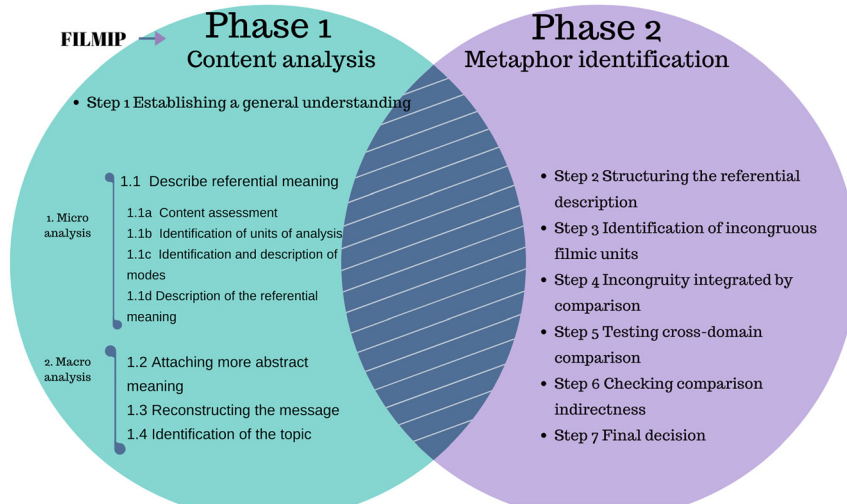 FILMIP
Phase 1
Content analysis
• Step 1 Establishing a general understanding
1. Micro
analysis
1.1 Describe referential meaning
1.1a Content assessment
1.1b Identification of units of analysis
1.1c Identification and description of
modes
1.1d Description of the referential
meaning
2. Macro
analysis
1.2 Attaching more abstract
meaning
1.3 Reconstructing the message
1.4 Identification of the topic
Phase 2
Metaphor identification
• Step 2 Structuring the referential
description
• Step 3 Identification of incongruous
filmic units
• Step 4 Incongruity integrated by
comparison
• Step 5 Testing cross-domain
comparison
• Step 6 Checking comparison
indirectness
• Step 7 Final decision